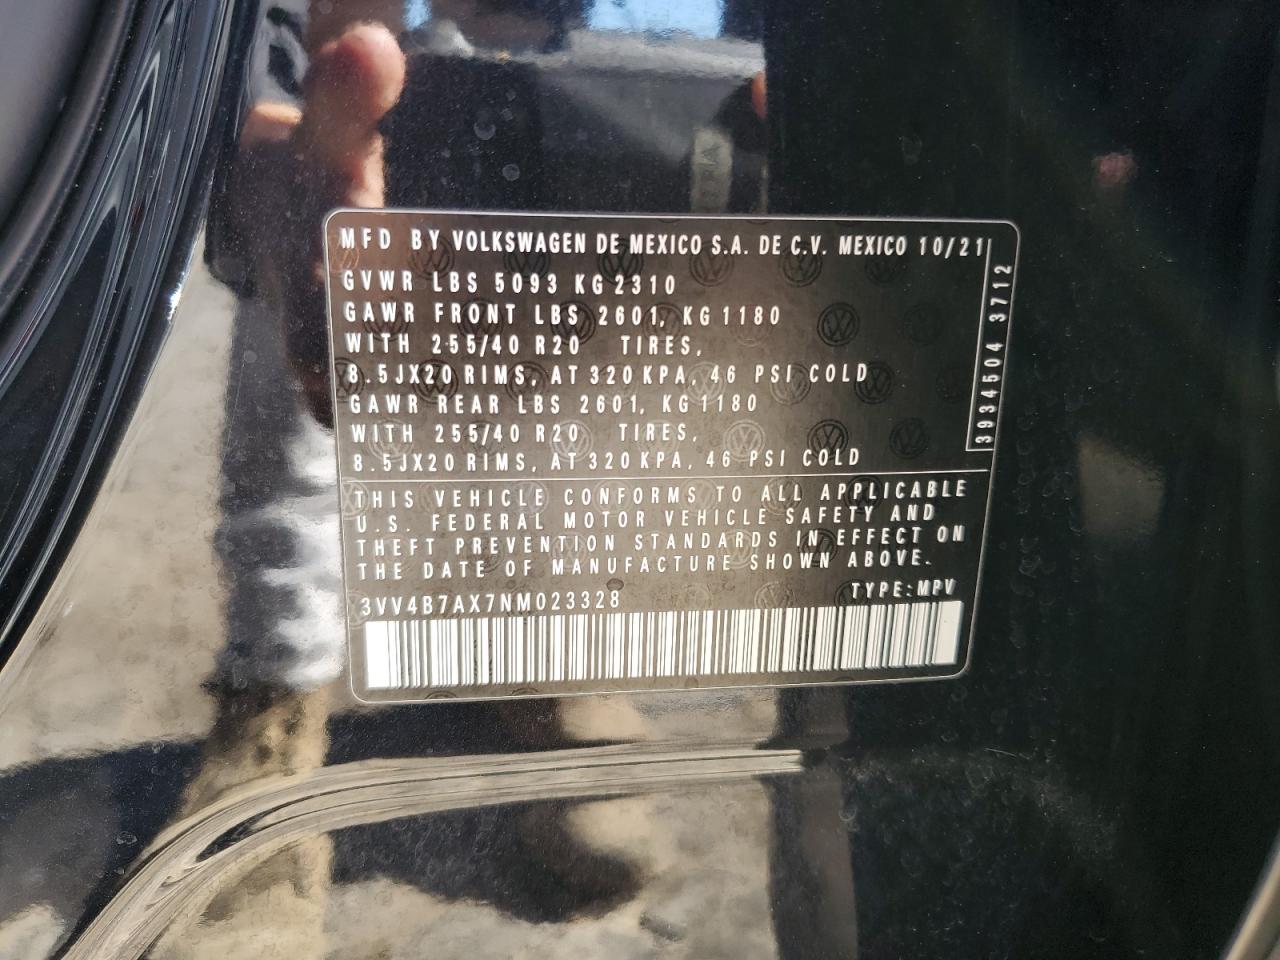 MFD BY VOLKSWAGEN DE MEXICO S.A. DE C.V. MEXICO 10/21
GVWR LBS 5093 KG 2310
GAWR FRONT LBS 2601, KG 1180
WITH 255/40 R20 TIRES,
8.5JX20 RIMS, AT 320 KPA, 46 PSI COLD
GAWR REAR LBS 2601, KG 1180
WITH 255/40 R20 TIRES,
8.5JX20 RIMS, AT 320 KPA, 46 PSI COLD
3934504 3712
THIS VEHICLE CONFORMS TO ALL APPLICABLE
U.S. FEDERAL MOTOR VEHICLE SAFETY AND
THEFT PREVENTION STANDARDS IN EFFECT ON
THE DATE OF MANUFACTURE SHOWN ABOVE.
3VV4B7AX7NM023328 TYPE: MPV